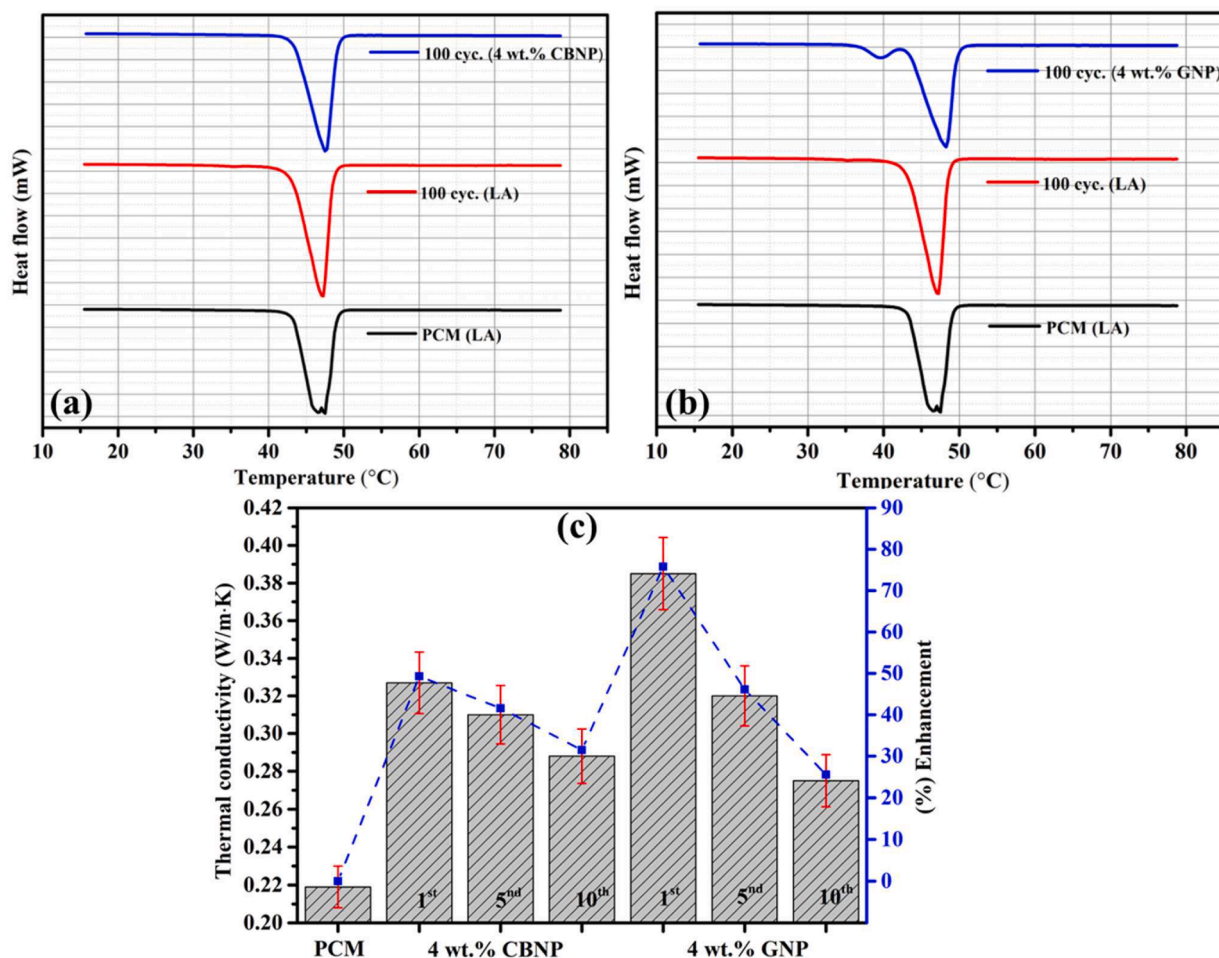 100 cyc. (4 wt.% CBNP)
100 cyc. (LA)
PCM (LA)
(a)
Heat flow (mW)
10 20 30 40 50 60 70 80
Temperature (°C)
100 cyc. (4 wt.% GNP)
100 cyc. (LA)
PCM (LA)
(b)
Heat flow (mW)
10 20 30 40 50 60 70 80
Temperature (°C)
(c)
Thermal conductivity (W/m·K)
0.42
0.40
0.38
0.36
0.34
0.32
0.30
0.28
0.26
0.24
0.22
0.20
90
80
70
60
50
40
30
20
10
0
(%) Enhancement
1st 5nd 10th 1st 5nd 10th
PCM 4 wt.% CBNP 4 wt.% GNP